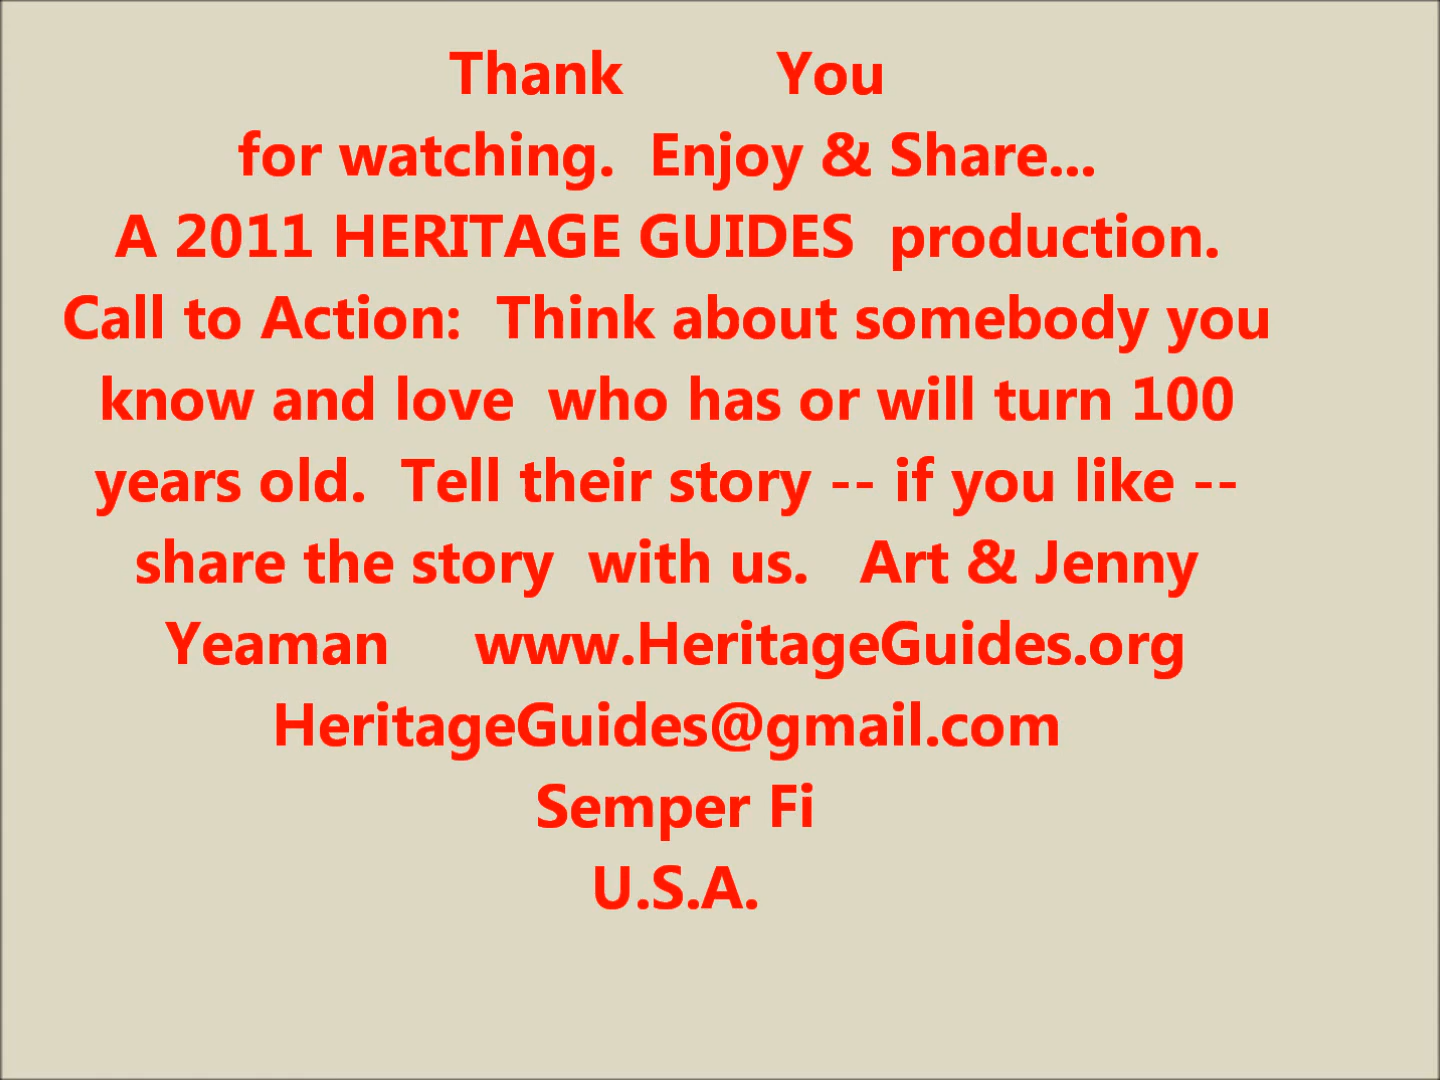 Thank You
for watching. Enjoy & Share...
A 2011 HERITAGE GUIDES production.
Call to Action: Think about somebody you
know and love who has or will turn 100
years old. Tell their story -- if you like --
share the story with us. Art & Jenny
Yeaman www.HeritageGuides.org
HeritageGuides@gmail.com
Semper Fi
U.S.A.